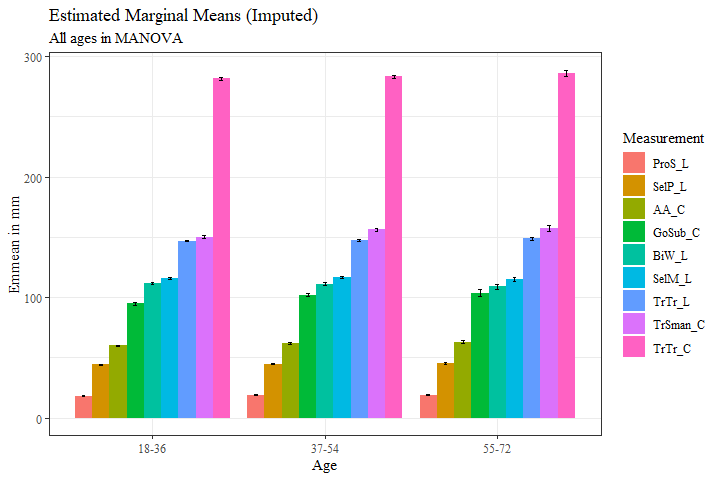 Estimated Marginal Means (Imputed)
All ages in MANOVA
300
200
100
0
Emmean in mm
18-36
37-54
55-72
Age
Measurement
ProS_L
SelP_L
AA_C
GoSub_C
BiW_L
SelM_L
TrTr_L
TrSman_C
TrTr_C